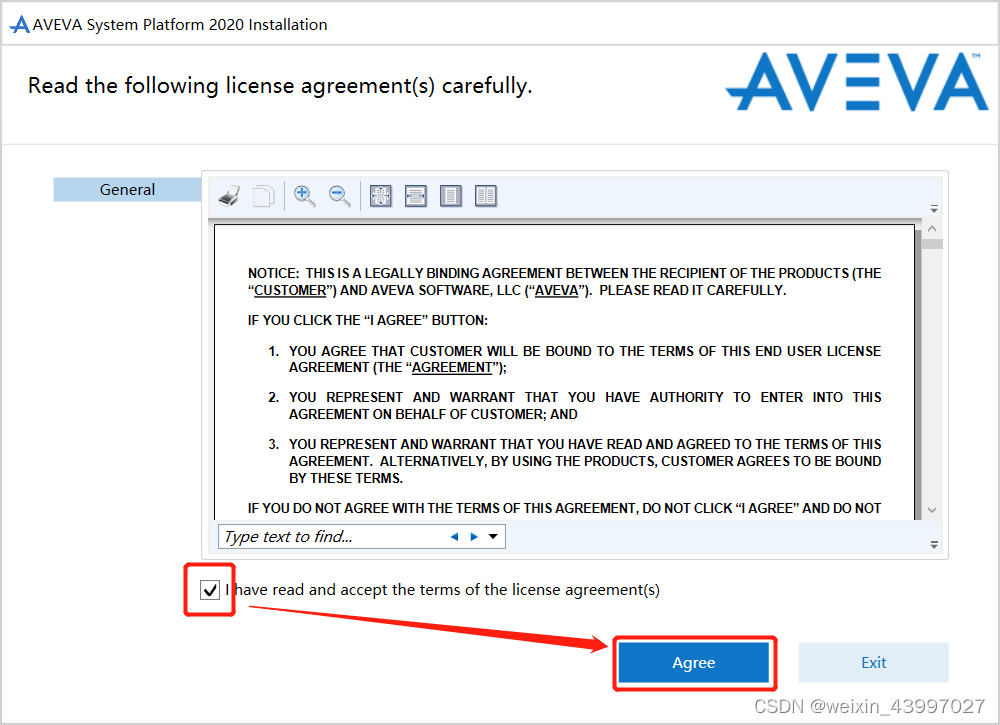 AVEVA System Platform 2020 Installation
Read the following license agreement(s) carefully.
AVEVA™
General
NOTICE: THIS IS A LEGALLY BINDING AGREEMENT BETWEEN THE RECIPIENT OF THE PRODUCTS (THE
“CUSTOMER”) AND AVEVA SOFTWARE, LLC (“AVEVA”). PLEASE READ IT CAREFULLY.
IF YOU CLICK THE “I AGREE” BUTTON:
1. YOU AGREE THAT CUSTOMER WILL BE BOUND TO THE TERMS OF THIS END USER LICENSE
AGREEMENT (THE “AGREEMENT”);
2. YOU REPRESENT AND WARRANT THAT YOU HAVE AUTHORITY TO ENTER INTO THIS
AGREEMENT ON BEHALF OF CUSTOMER; AND
3. YOU REPRESENT AND WARRANT THAT YOU HAVE READ AND AGREED TO THE TERMS OF THIS
AGREEMENT. ALTERNATIVELY, BY USING THE PRODUCTS, CUSTOMER AGREES TO BE BOUND
BY THESE TERMS.
IF YOU DO NOT AGREE WITH THE TERMS OF THIS AGREEMENT, DO NOT CLICK “I AGREE” AND DO NOT
Type text to find...
I have read and accept the terms of the license agreement(s)
Agree
Exit
CSDN @weixin_43997027